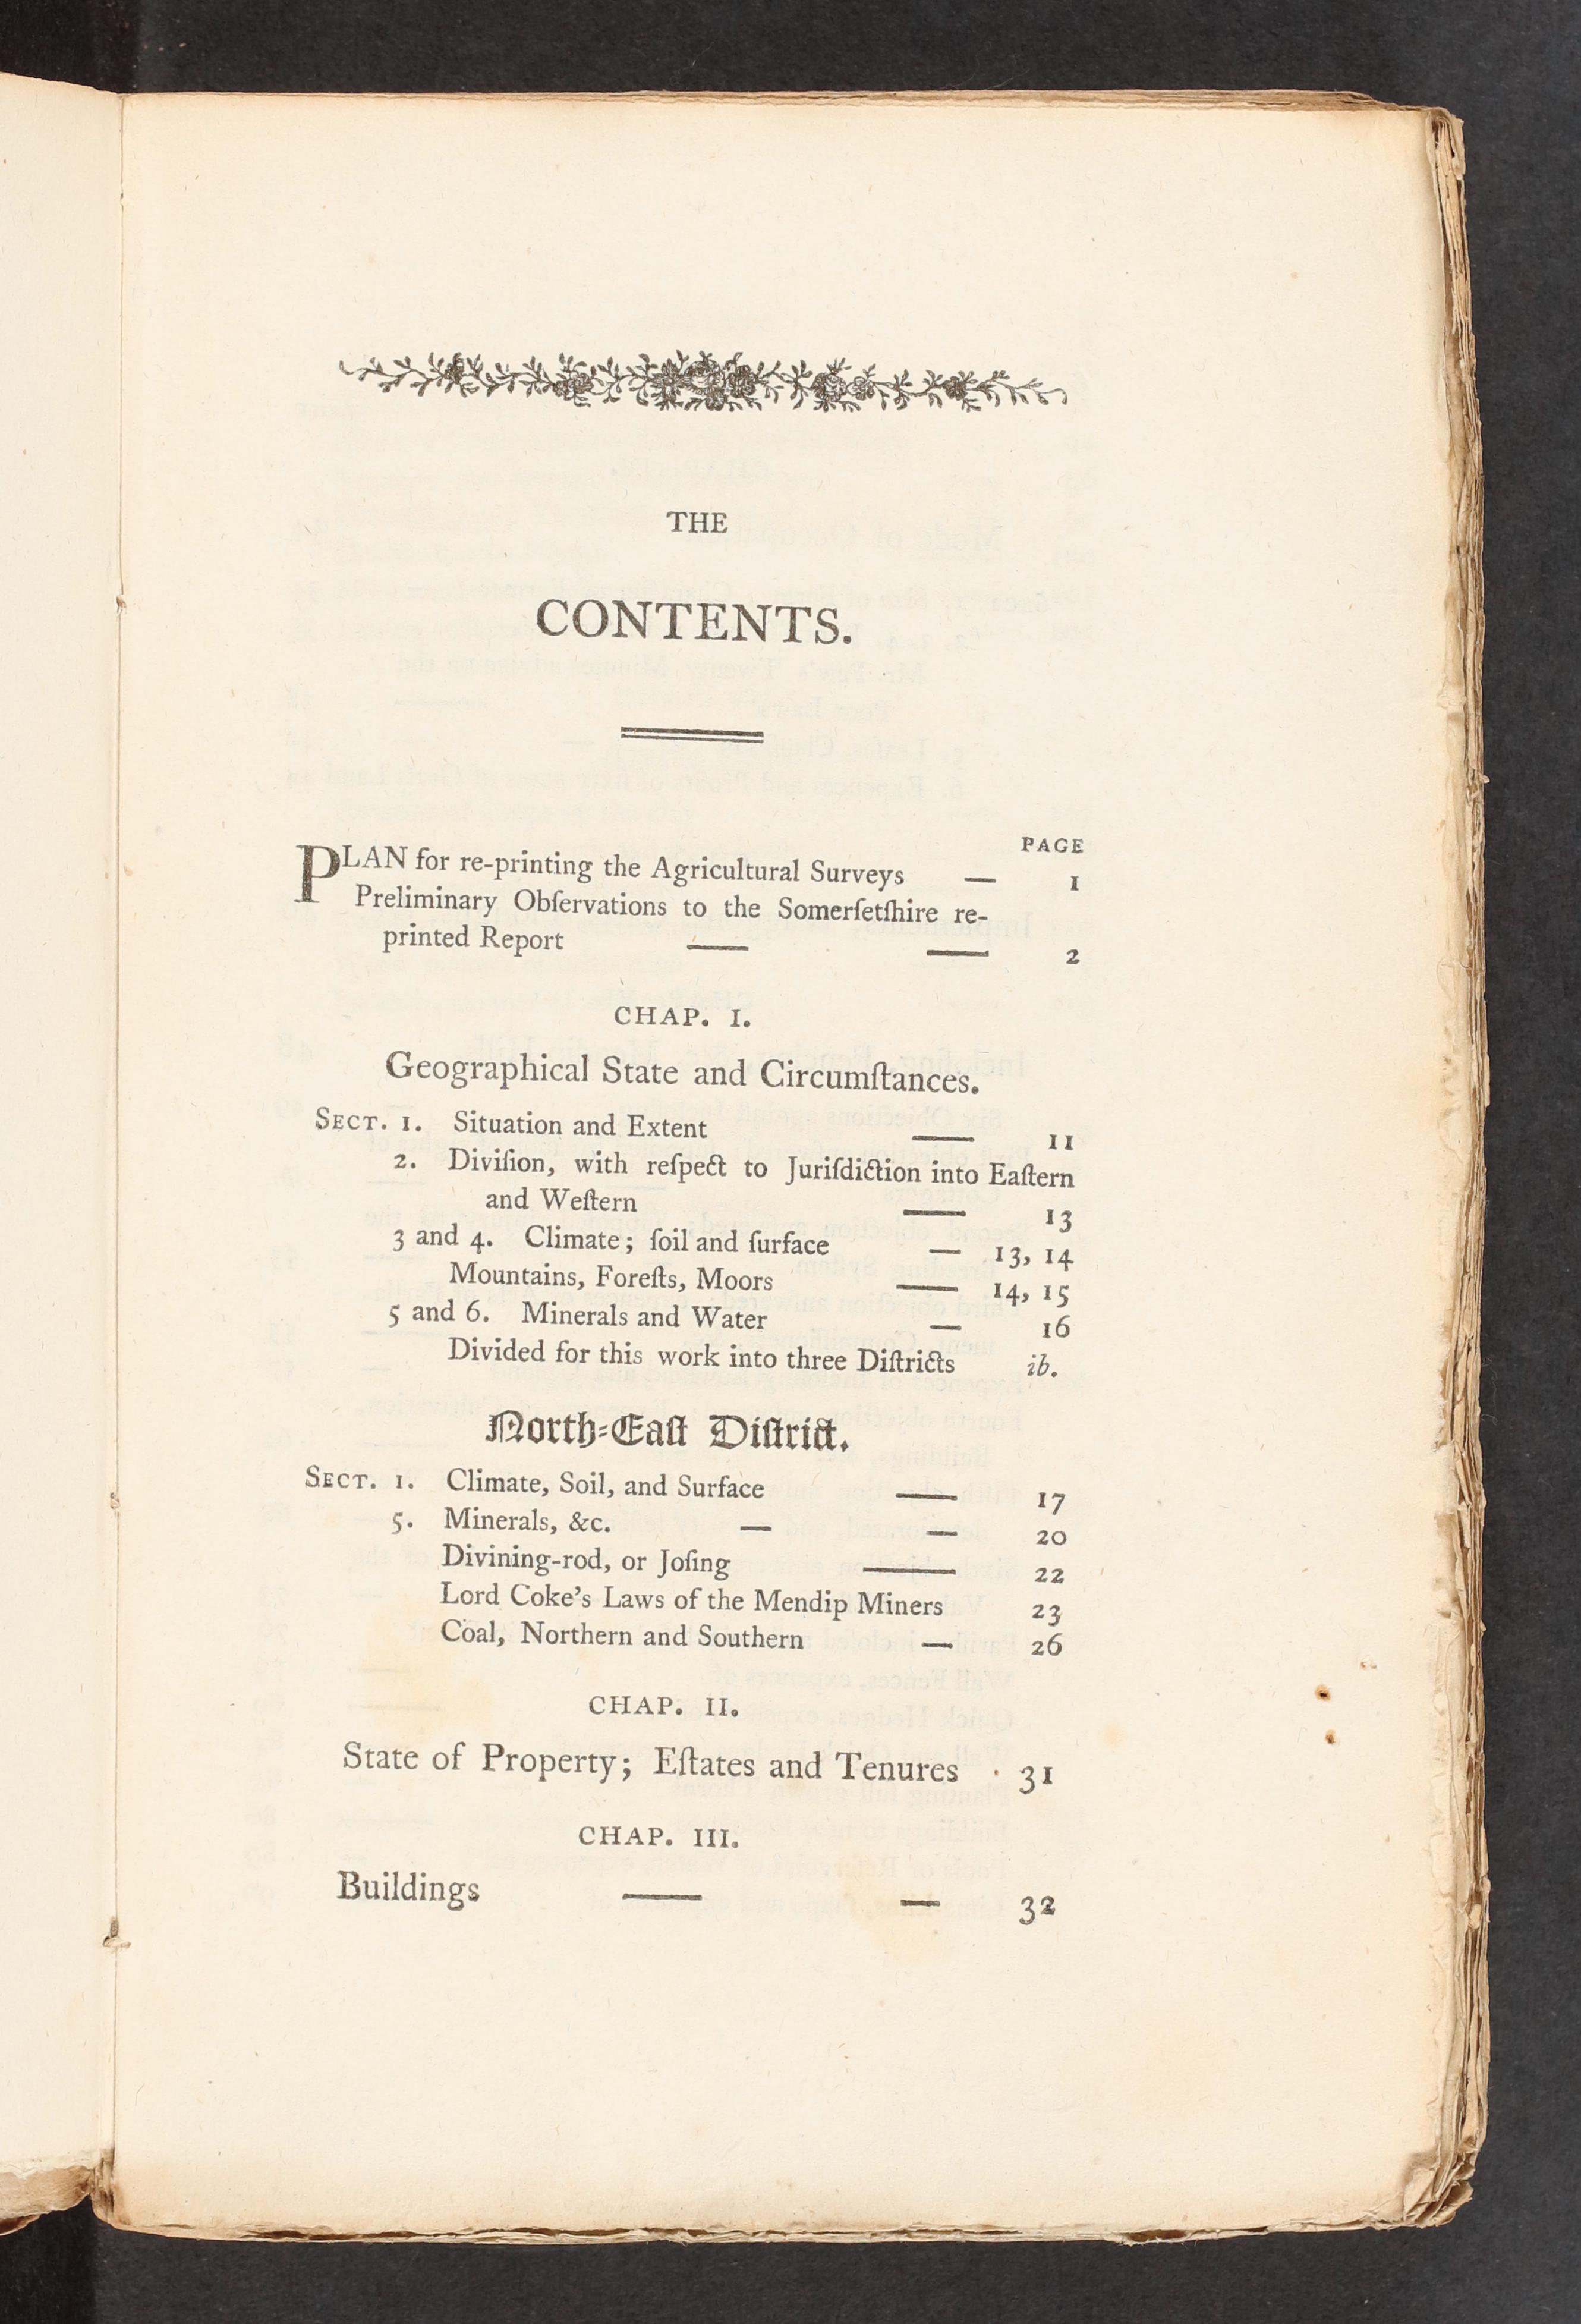 THE
CONTENTS.
PAGE
PLAN for re-printing the Agricultural Surveys — 1
Preliminary Obſervations to the Somerſetſhire re-
printed Report — — 2
CHAP. I.
Geographical State and Circumſtances.
SECT. 1. Situation and Extent — 11
2. Diviſion, with reſpect to Juriſdiction into Eaſtern
and Weſtern — 13
3 and 4. Climate; ſoil and ſurface — 13, 14
Mountains, Foreſts, Moors — 14, 15
5 and 6. Minerals and Water — 16
Divided for this work into three Diſtricts ib.
North-Eaſt Diſtrict.
SECT. 1. Climate, Soil, and Surface — 17
5. Minerals, &c. — — 20
Divining-rod, or Joſing — 22
Lord Coke's Laws of the Mendip Miners 23
Coal, Northern and Southern — 26
CHAP. II.
State of Property; Eſtates and Tenures 31
CHAP. III.
Buildings — — 32